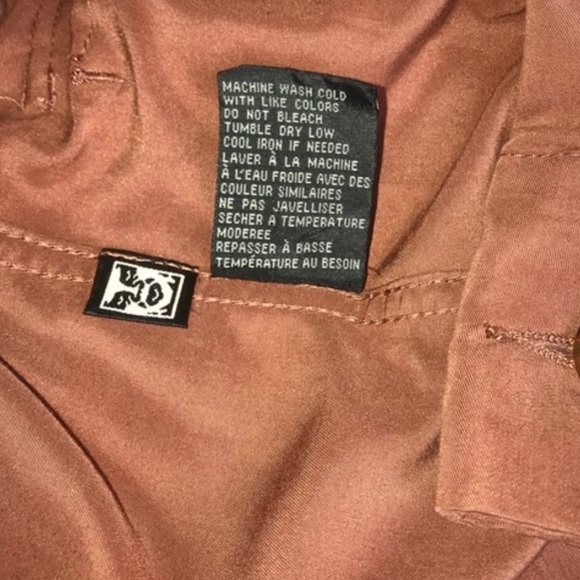 MACHINE WASH COLD
WITH LIKE COLORS
DO NOT BLEACH
TUMBLE DRY LOW
COOL IRON IF NEEDED
LAVER À LA MACHINE
À L'EAU FROIDE AVEC DES
COULEUR SIMILAIRES
NE PAS JAVELLISER
SECHER A TEMPERATURE
MODEREE
REPASSER À BASSE
TEMPÉRATURE AU BESOIN